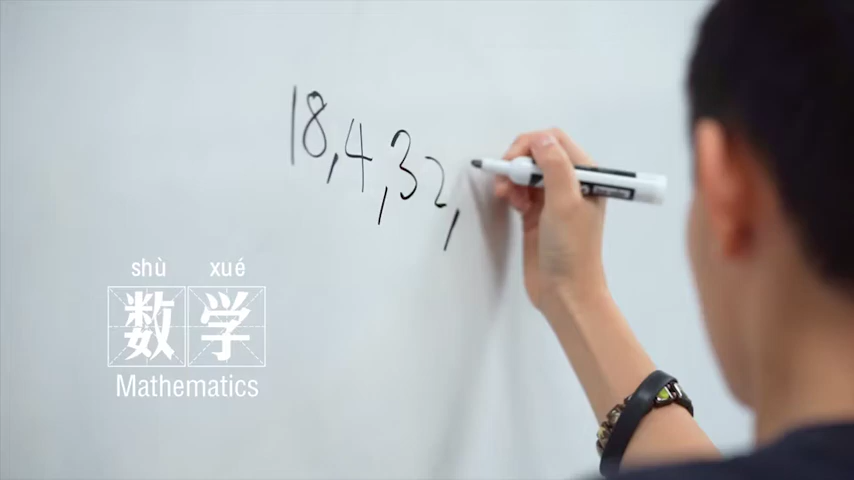 18,4,32,
shù xué
数学
Mathematics